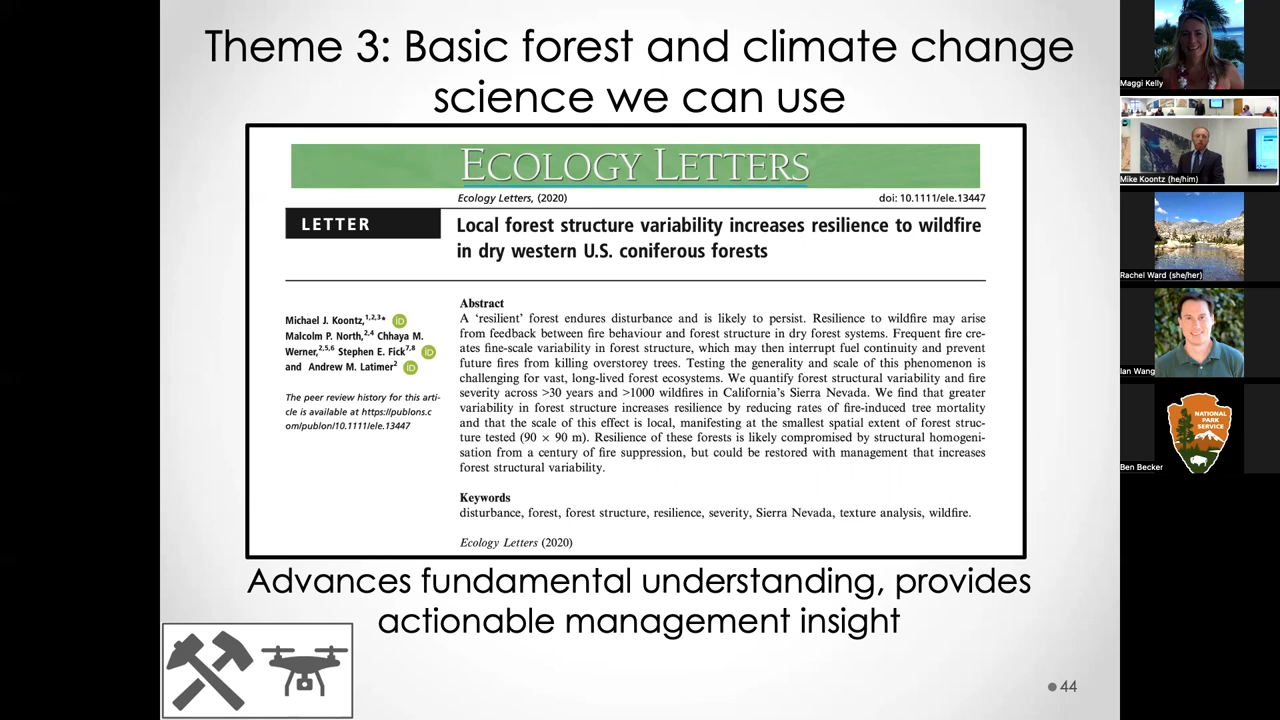 Theme 3: Basic forest and climate change
science we can use
ECOLOGY LETTERS
Ecology Letters, (2020)
doi: 10.1111/ele.13447
LETTER
Local forest structure variability increases resilience to wildfire
in dry western U.S. coniferous forests
Michael J. Koontz,1,2,3*
Malcolm P. North,2,4 Chhaya M.
Werner,2,5,6 Stephen E. Fick7,8
and Andrew M. Latimer2
The peer review history for this arti-
cle is available at https://publons.c
om/publon/10.1111/ele.13447
Abstract
A ‘resilient’ forest endures disturbance and is likely to persist. Resilience to wildfire may arise
from feedback between fire behaviour and forest structure in dry forest systems. Frequent fire cre-
ates fine-scale variability in forest structure, which may then interrupt fuel continuity and prevent
future fires from killing overstorey trees. Testing the generality and scale of this phenomenon is
challenging for vast, long-lived forest ecosystems. We quantify forest structural variability and fire
severity across >30 years and >1000 wildfires in California’s Sierra Nevada. We find that greater
variability in forest structure increases resilience by reducing rates of fire-induced tree mortality
and that the scale of this effect is local, manifesting at the smallest spatial extent of forest struc-
ture tested (90 × 90 m). Resilience of these forests is likely compromised by structural homogeni-
sation from a century of fire suppression, but could be restored with management that increases
forest structural variability.
Keywords
disturbance, forest, forest structure, resilience, severity, Sierra Nevada, texture analysis, wildfire.
Ecology Letters (2020)
Advances fundamental understanding, provides
actionable management insight
44
Maggi Kelly
Mike Koontz (he/him)
Rachel Ward (she/her)
Ian Wang
NATIONAL
PARK
SERVICE
Ben Becker